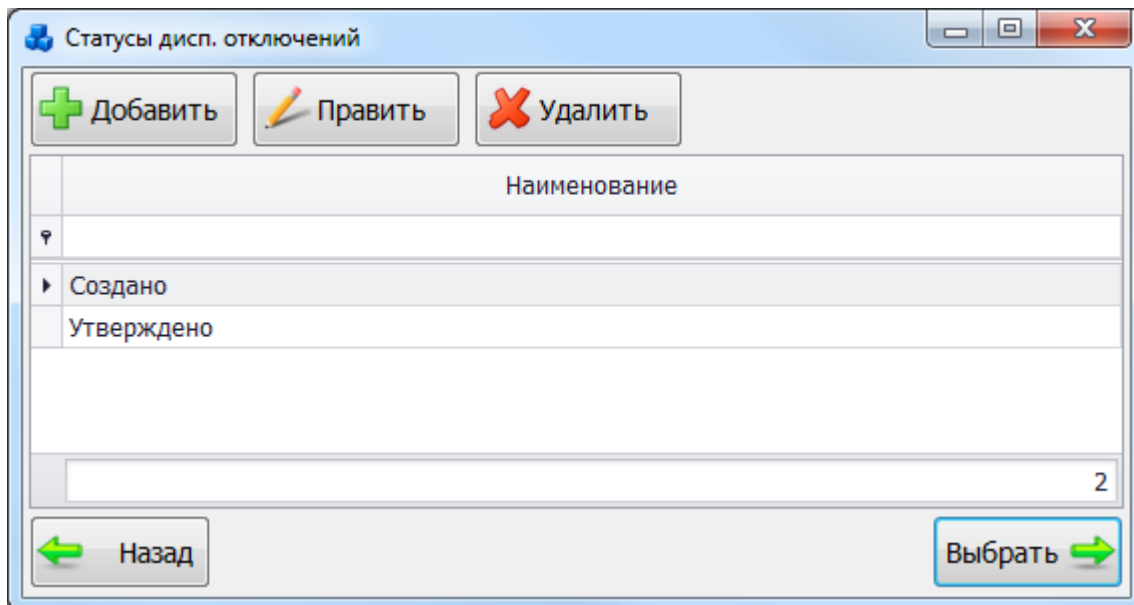 Статусы дисп. отключений
Добавить Править Удалить
Наименование
Создано
Утверждено
2
Назад Выбрать